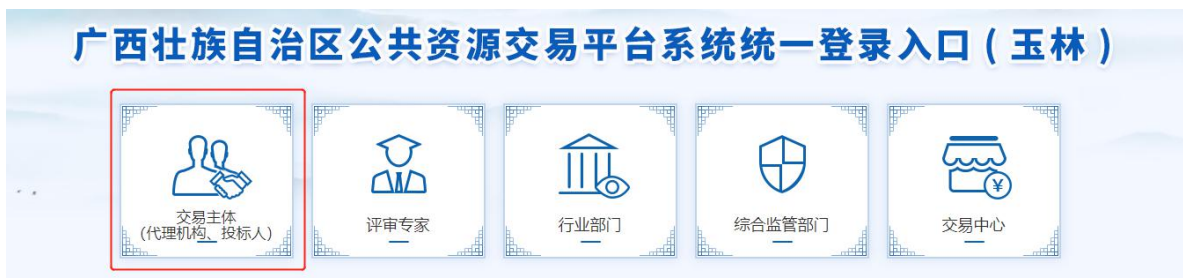 广西壮族自治区公共资源交易平台系统统一登录入口(玉林)
交易主体
(代理机构、投标人)
评审专家
行业部门
综合监管部门
交易中心
¥